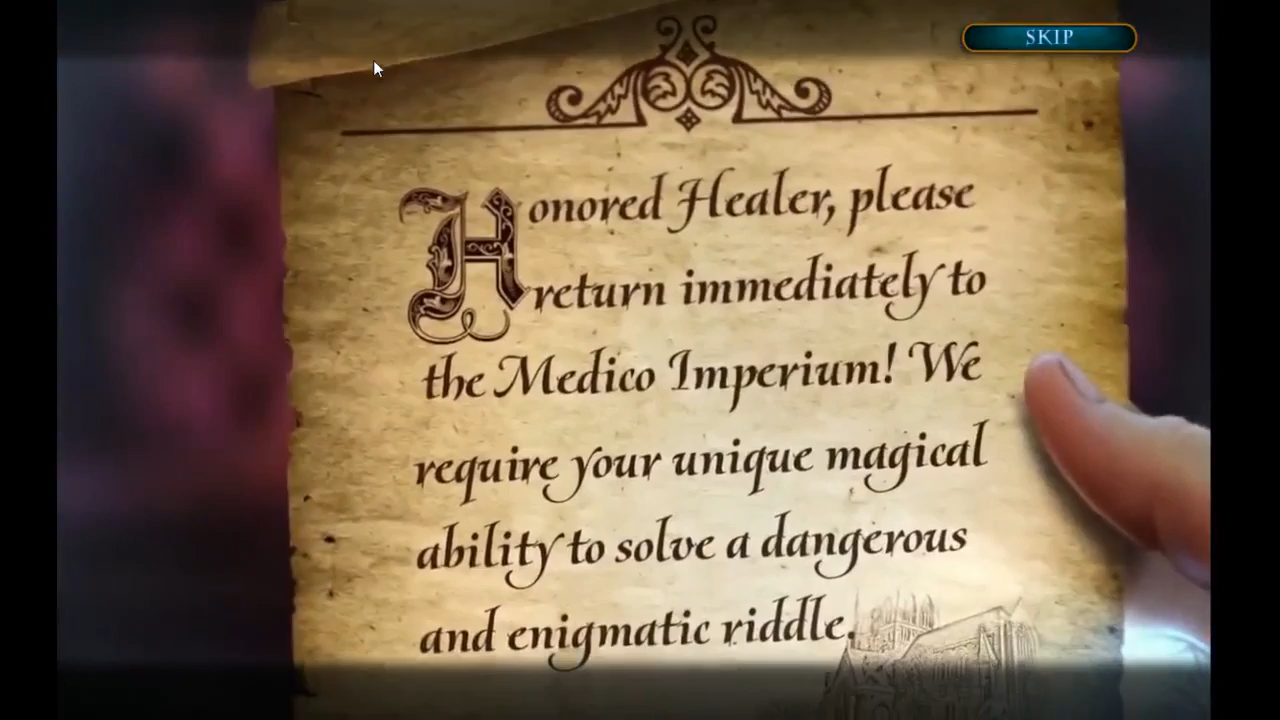 SKIP
Honored Healer, please
return immediately to
the Medico Imperium! We
require your unique magical
ability to solve a dangerous
and enigmatic riddle.